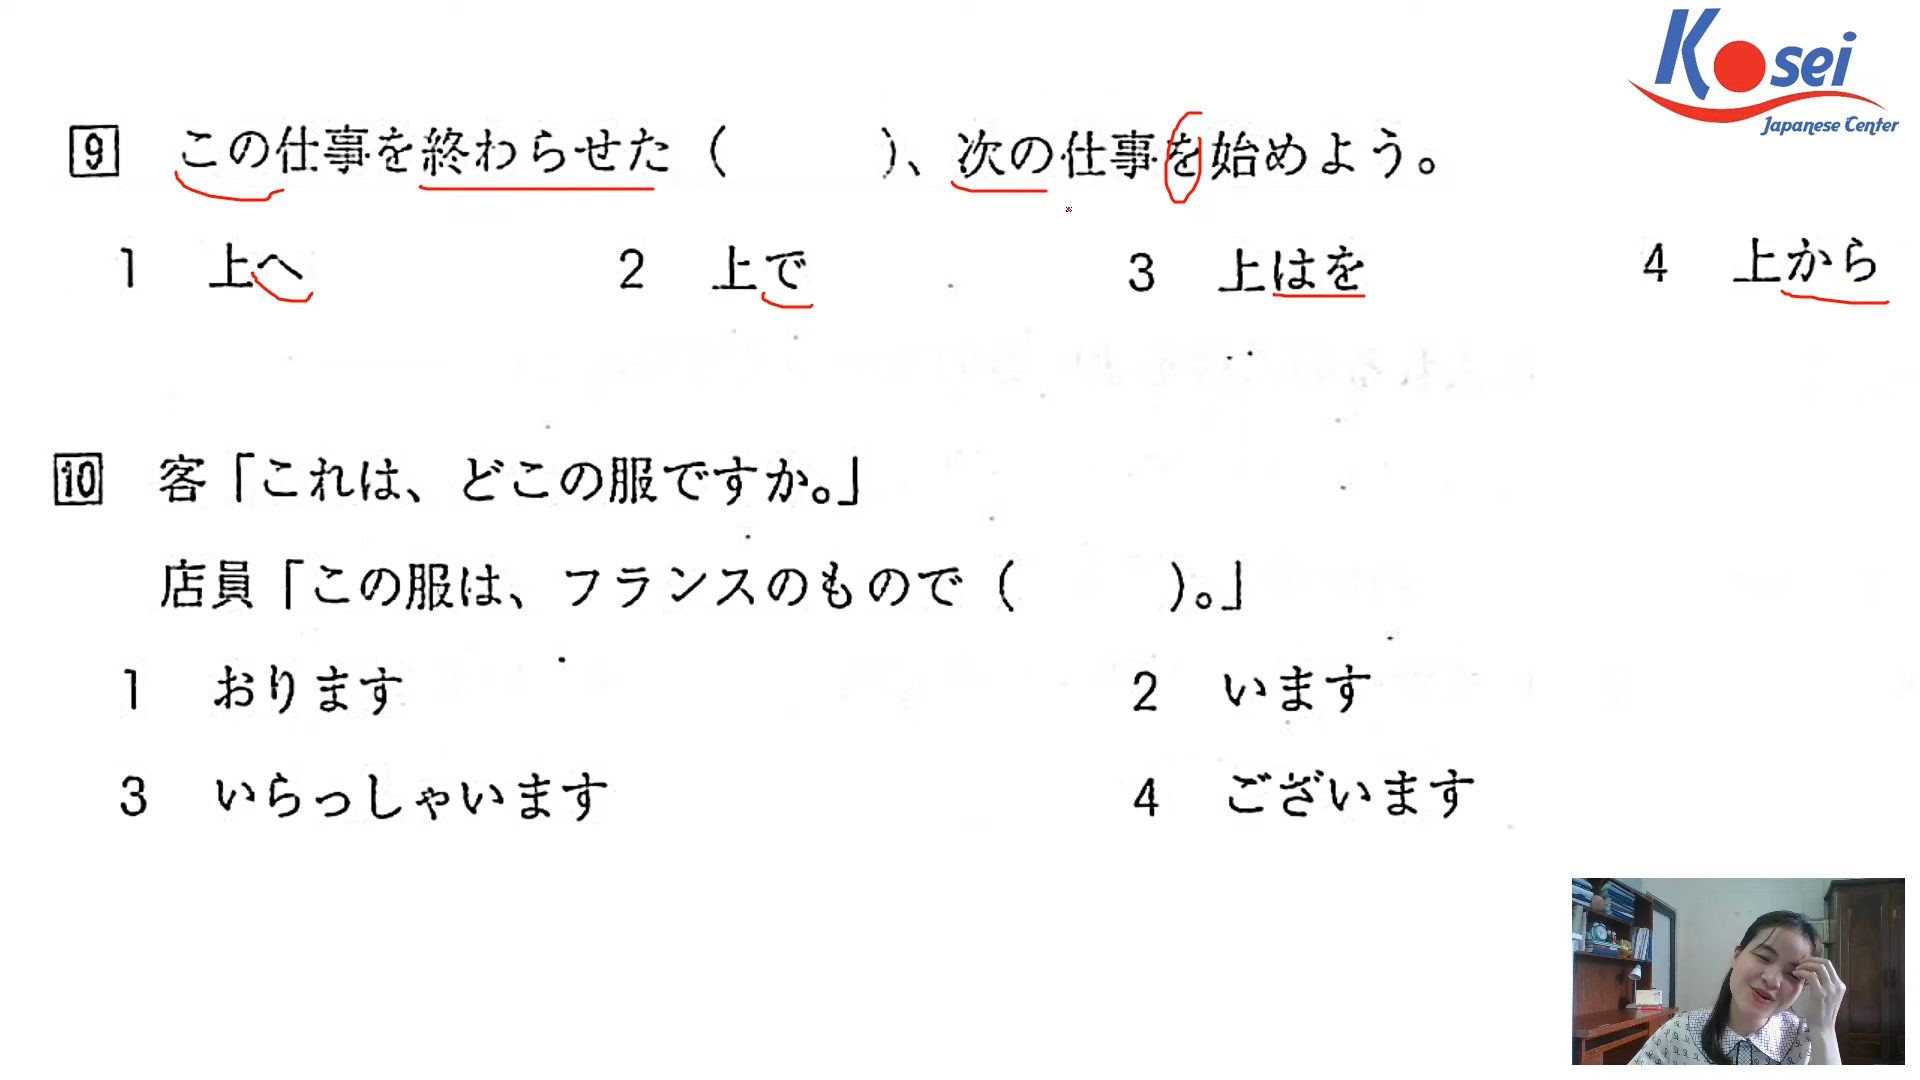 Kosei
Japanese Center
9 この仕事を終わらせた( )、次の仕事を始めよう。
1 上へ 2 上で 3 上はを 4 上から
10 客「これは、どこの服ですか。」
店員「この服は、フランスのもので( )。」
1 おります 2 います
3 いらっしゃいます 4 ございます